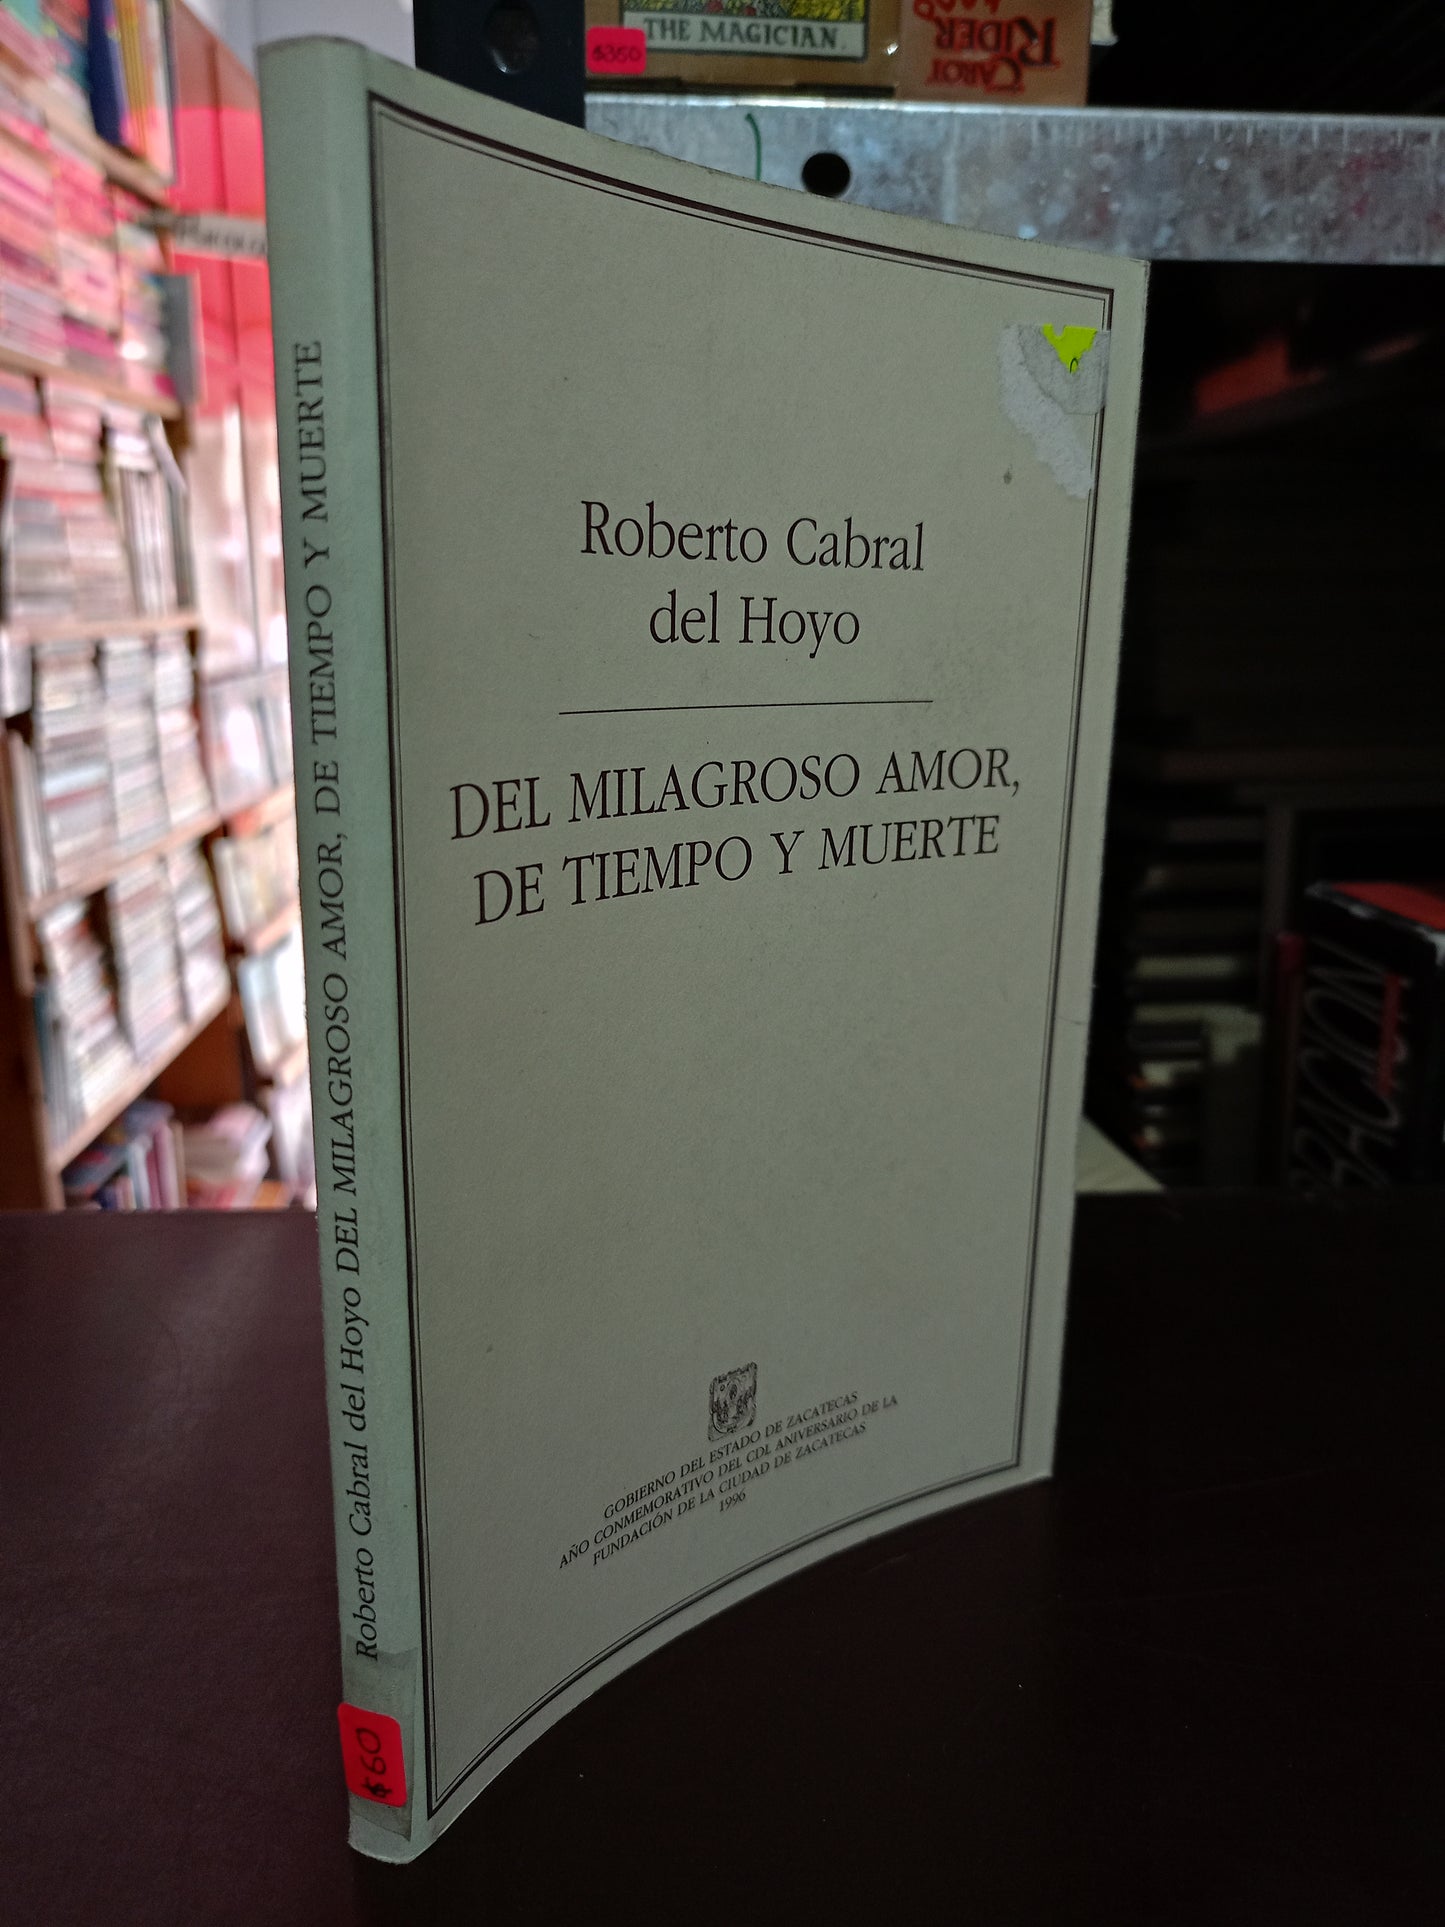 THE MAGICIAN.
$350
TAROT
RIDER
Roberto Cabral
del Hoyo
DEL MILAGROSO AMOR,
DE TIEMPO Y MUERTE
GOBIERNO DEL ESTADO DE ZACATECAS
AÑO CONMEMORATIVO DEL CDL ANIVERSARIO DE LA
FUNDACIÓN DE LA CIUDAD DE ZACATECAS
1996
Roberto Cabral del Hoyo DEL MILAGROSO AMOR, DE TIEMPO Y MUERTE
$60